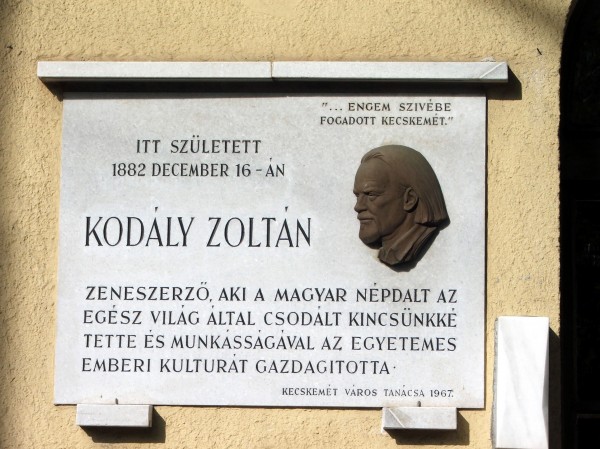 "... ENGEM SZIVÉBE
FOGADOTT KECSKEMÉT."
ITT SZÜLETETT
1882 DECEMBER 16-ÁN
KODÁLY ZOLTÁN
ZENESZERZŐ, AKI A MAGYAR NÉPDALT AZ
EGÉSZ VILÁG ÁLTAL CSODÁLT KINCSÜNKKÉ
TETTE ÉS MUNKÁSSÁGÁVAL AZ EGYETEMES
EMBERI KULTURÁT GAZDAGITOTTA·
KECSKEMÉT VÁROS TANÁCSA 1967.